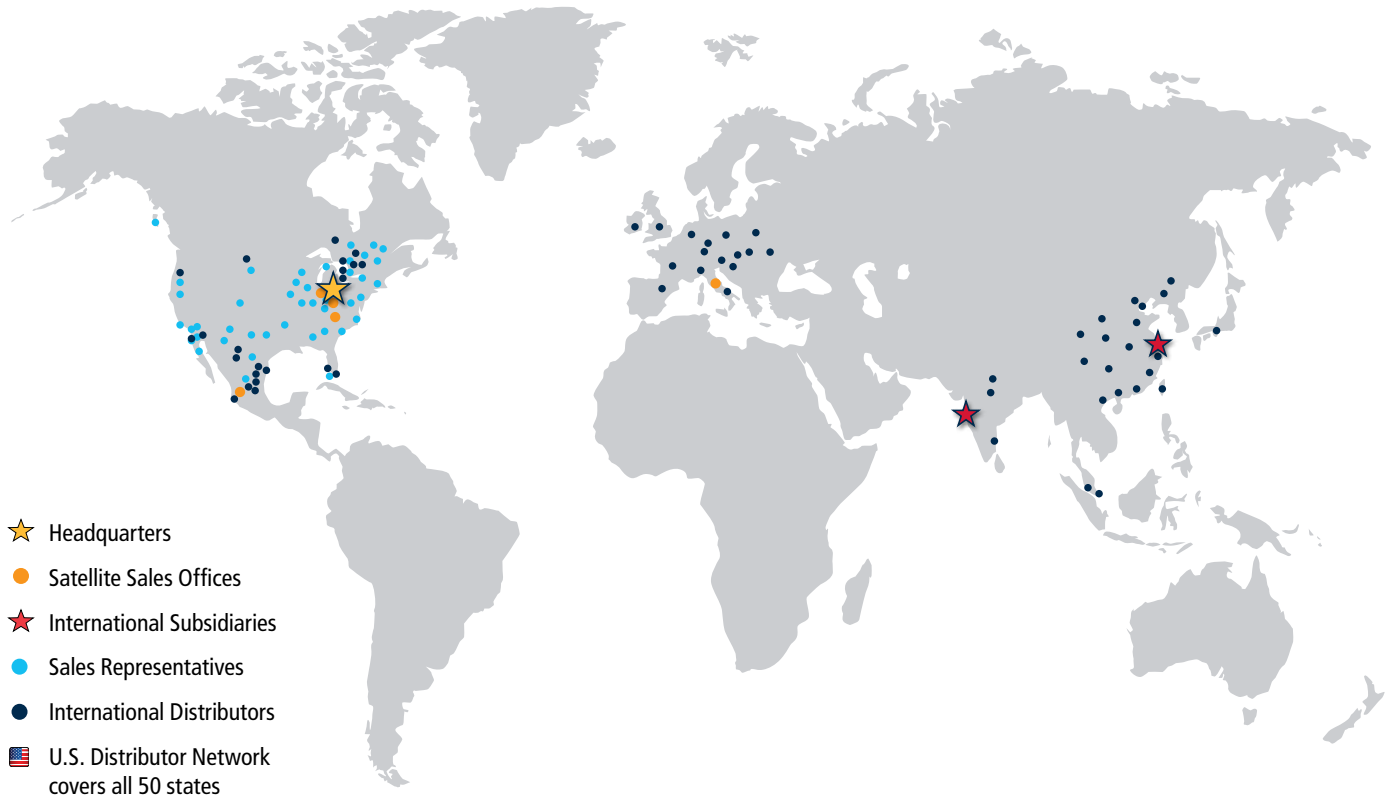 Headquarters
Satellite Sales Offices
International Subsidiaries
Sales Representatives
International Distributors
U.S. Distributor Network
covers all 50 states